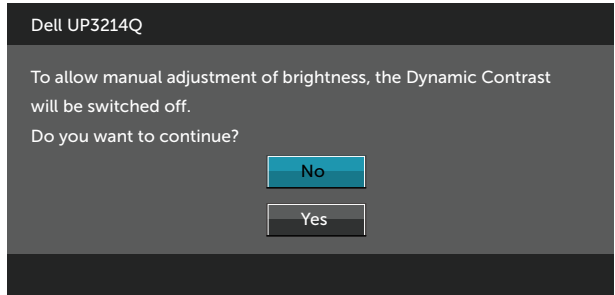 Dell UP3214Q
To allow manual adjustment of brightness, the Dynamic Contrast
will be switched off.
Do you want to continue?
No
Yes